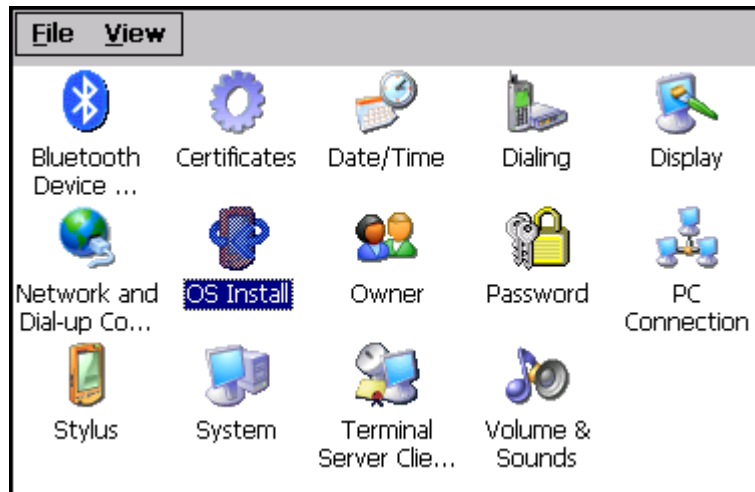 File View
Bluetooth Device ...
Certificates
Date/Time
Dialing
Display
Network and Dial-up Co...
OS Install
Owner
Password
PC Connection
Stylus
System
Terminal Server Clie...
Volume & Sounds